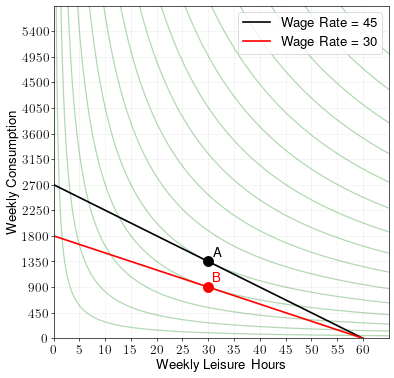 Wage Rate = 45
Wage Rate = 30
Weekly Consumption
5400
4950
4500
4050
3600
3150
2700
2250
1800
1350
900
450
0
A
B
0 5 10 15 20 25 30 35 40 45 50 55 60
Weekly Leisure Hours